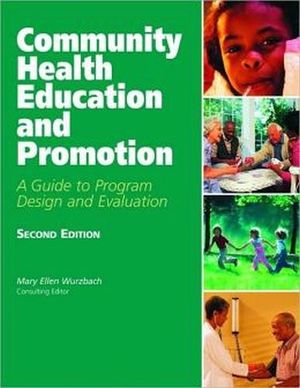 Community
Health
Education
and
Promotion
A Guide to Program
Design and Evaluation
SECOND EDITION
Mary Ellen Wurzbach
Consulting Editor